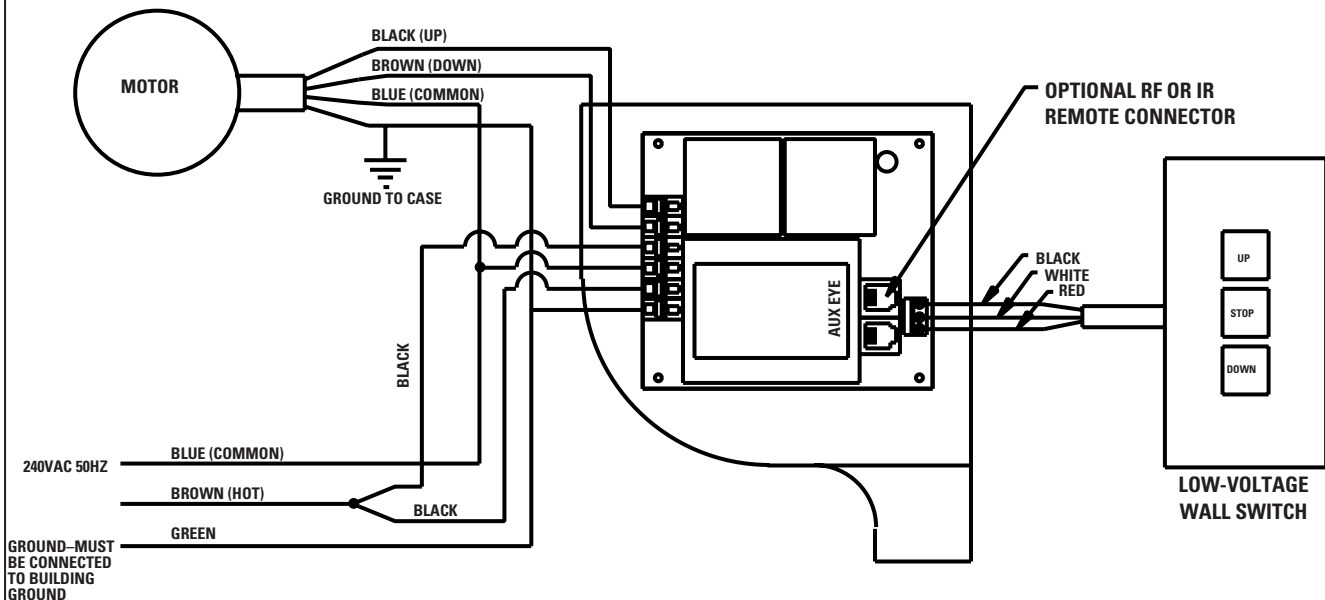 BLACK (UP)
BROWN (DOWN)
MOTOR
BLUE (COMMON)
GROUND TO CASE
OPTIONAL RF OR IR
REMOTE CONNECTOR
BLACK
WHITE
RED
AUX EYE
UP
STOP
DOWN
LOW-VOLTAGE
WALL SWITCH
BLACK
240VAC 50HZ
BLUE (COMMON)
BROWN (HOT)
BLACK
GREEN
GROUND–MUST
BE CONNECTED
TO BUILDING
GROUND